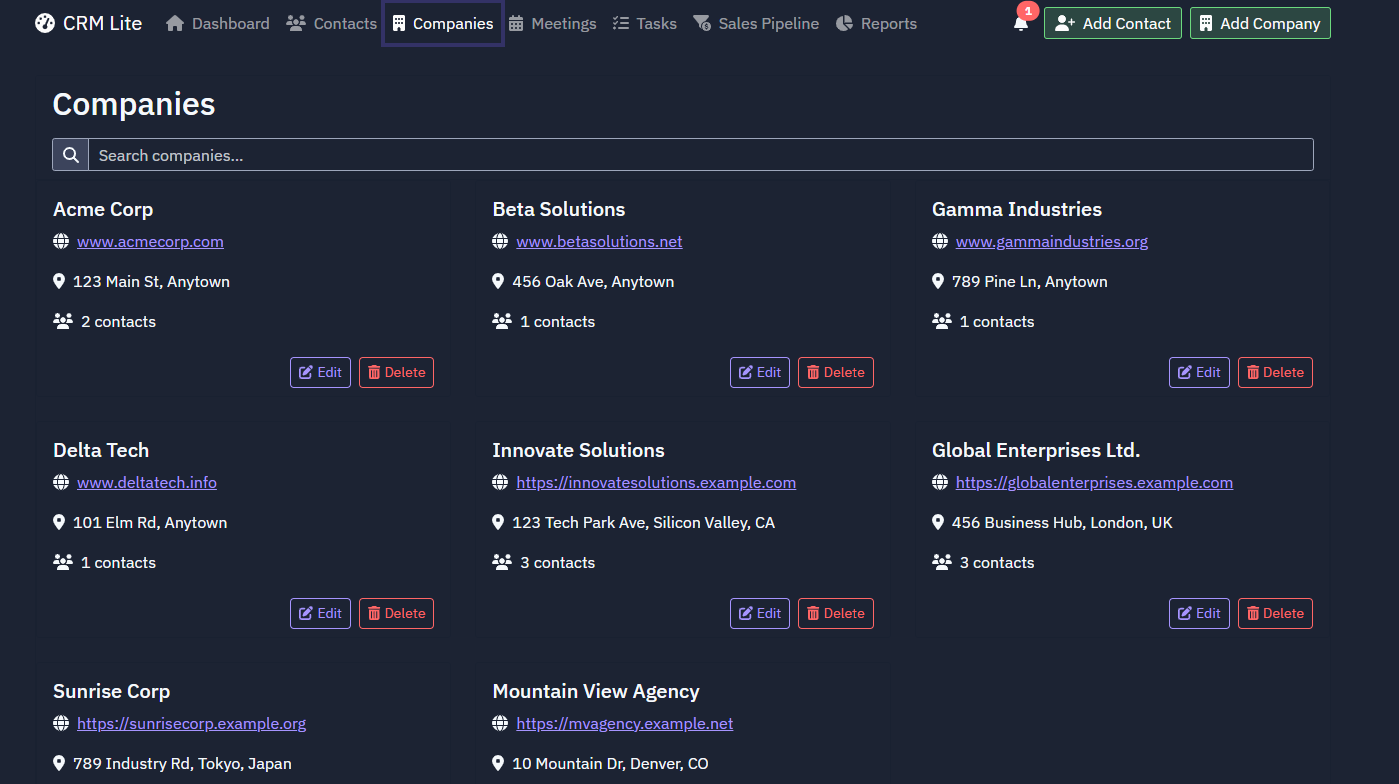 CRM Lite Dashboard Contacts Companies Meetings Tasks Sales Pipeline Reports 1 Add Contact Add Company
Companies
Search companies...
Acme Corp
www.acmecorp.com
123 Main St, Anytown
2 contacts
Edit Delete
Beta Solutions
www.betasolutions.net
456 Oak Ave, Anytown
1 contacts
Edit Delete
Gamma Industries
www.gammaindustries.org
789 Pine Ln, Anytown
1 contacts
Edit Delete
Delta Tech
www.deltatech.info
101 Elm Rd, Anytown
1 contacts
Edit Delete
Innovate Solutions
https://innovatesolutions.example.com
123 Tech Park Ave, Silicon Valley, CA
3 contacts
Edit Delete
Global Enterprises Ltd.
https://globalenterprises.example.com
456 Business Hub, London, UK
3 contacts
Edit Delete
Sunrise Corp
https://sunrisecorp.example.org
789 Industry Rd, Tokyo, Japan
Mountain View Agency
https://mvagency.example.net
10 Mountain Dr, Denver, CO